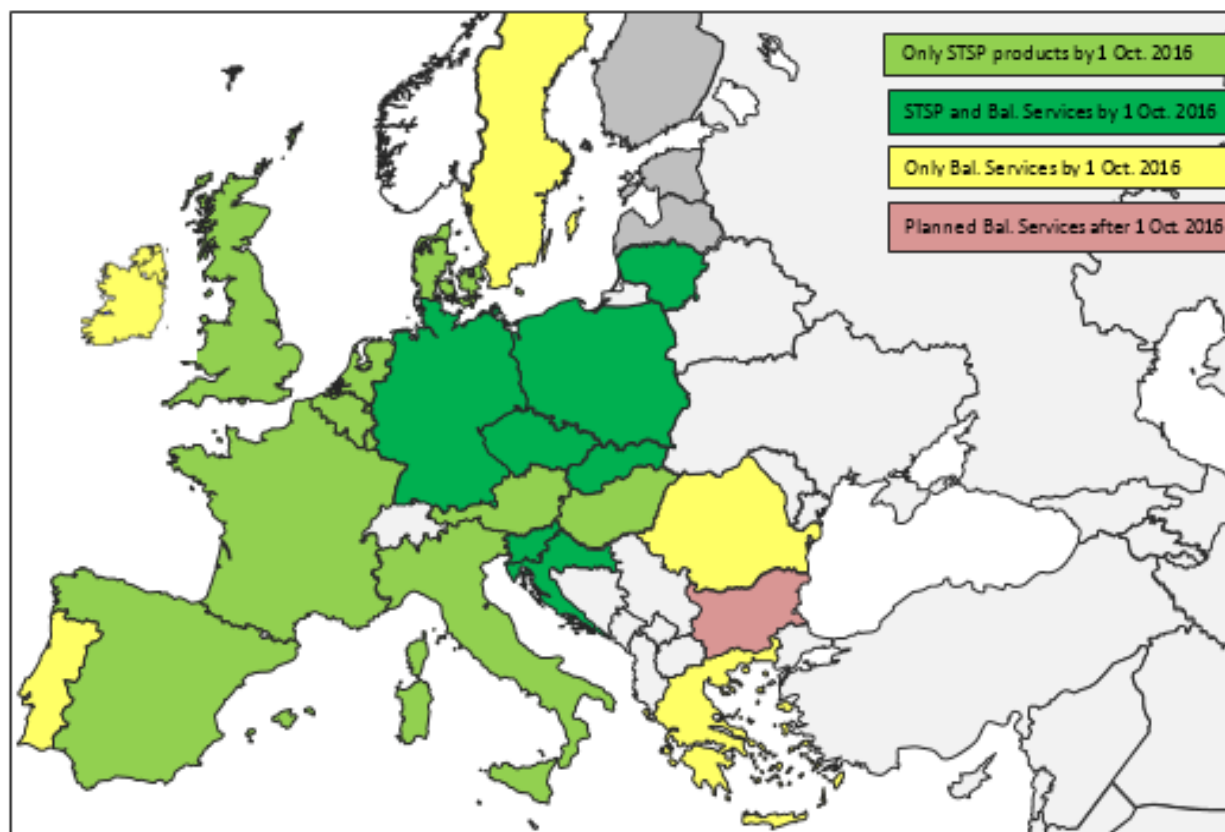 Only STSP products by 1 Oct. 2016
STSP and Bal. Services by 1 Oct. 2016
Only Bal. Services by 1 Oct. 2016
Planned Bal. Services after 1 Oct. 2016